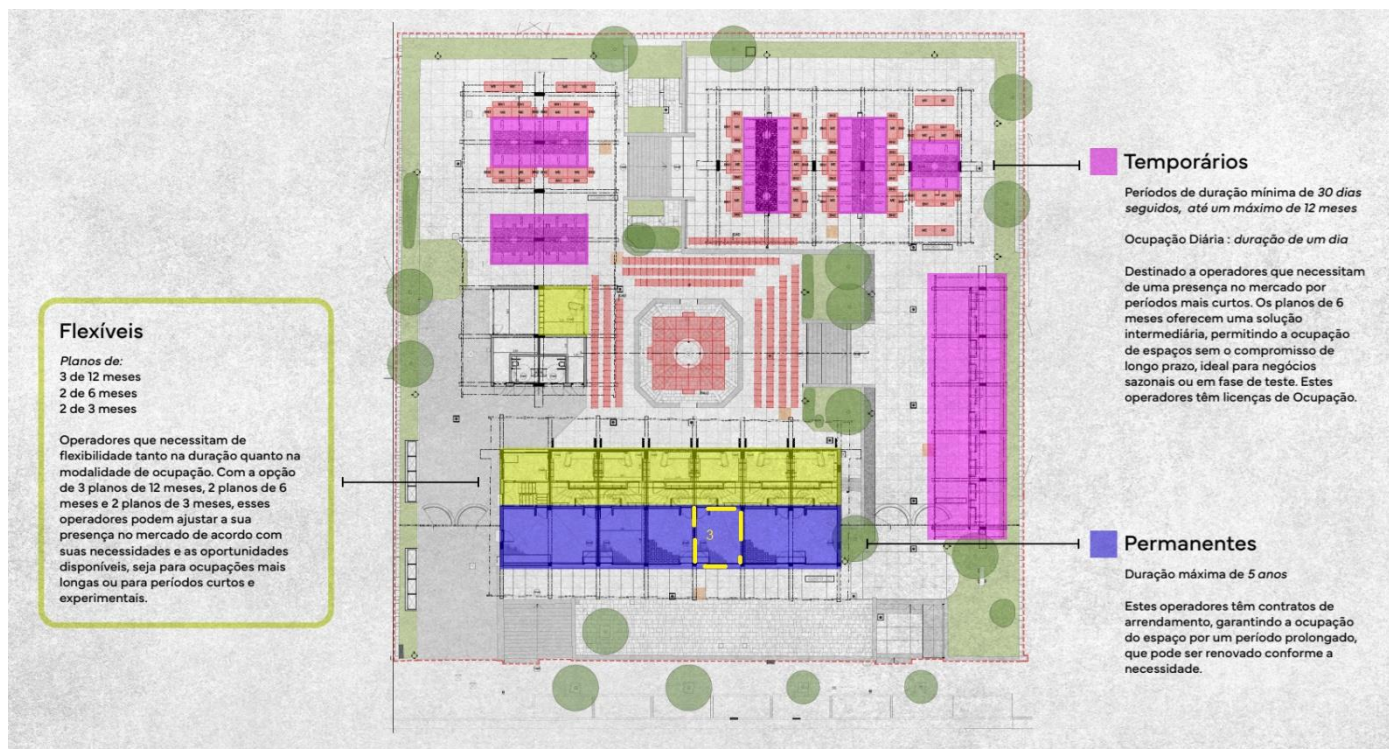 Flexíveis
Planos de:
3 de 12 meses
2 de 6 meses
2 de 3 meses
Operadores que necessitam de
flexibilidade tanto na duração quanto na
modalidade de ocupação. Com a opção
de 3 planos de 12 meses, 2 planos de 6
meses e 2 planos de 3 meses, esses
operadores podem ajustar a sua
presença no mercado de acordo com
suas necessidades e as oportunidades
disponíveis, seja para ocupações mais
longas ou para períodos curtos e
experimentais.
3
Temporários
Períodos de duração mínima de 30 dias
seguidos, até um máximo de 12 meses
Ocupação Diária : duração de um dia
Destinado a operadores que necessitam
de uma presença no mercado por
períodos mais curtos. Os planos de 6
meses oferecem uma solução
intermediária, permitindo a ocupação
de espaços sem o compromisso de
longo prazo, ideal para negócios
sazonais ou em fase de teste. Estes
operadores têm licenças de Ocupação.
Permanentes
Duração máxima de 5 anos
Estes operadores têm contratos de
arrendamento, garantindo a ocupação
do espaço por um período prolongado,
que pode ser renovado conforme a
necessidade.